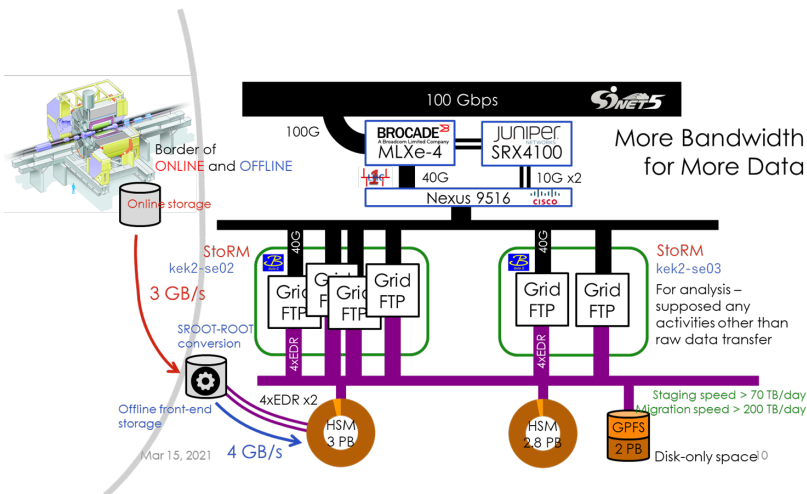 100 Gbps
SINET5
100G
BROCADE
A Broadcom Limited Company
MLXe-4
JUNIPER
NETWORKS
SRX4100
More Bandwidth
for More Data
Border of
ONLINE and OFFLINE
1
40G
10G x2
Nexus 9516
CISCO
Online storage
StoRM
kek2-se02
40G
Grid
FTP
Grid
FTP
Grid
FTP
Grid
FTP
40G
Grid
FTP
Grid
FTP
StoRM
kek2-se03
For analysis –
supposed any
activities other than
raw data transfer
3 GB/s
SROOT-ROOT
conversion
4xEDR
4xEDR
4xEDR x2
Offline front-end
storage
Staging speed > 70 TB/day
Migration speed > 200 TB/day
HSM
3 PB
HSM
2.8 PB
GPFS
2 PB
Disk-only space
Mar 15, 2021
4 GB/s
10